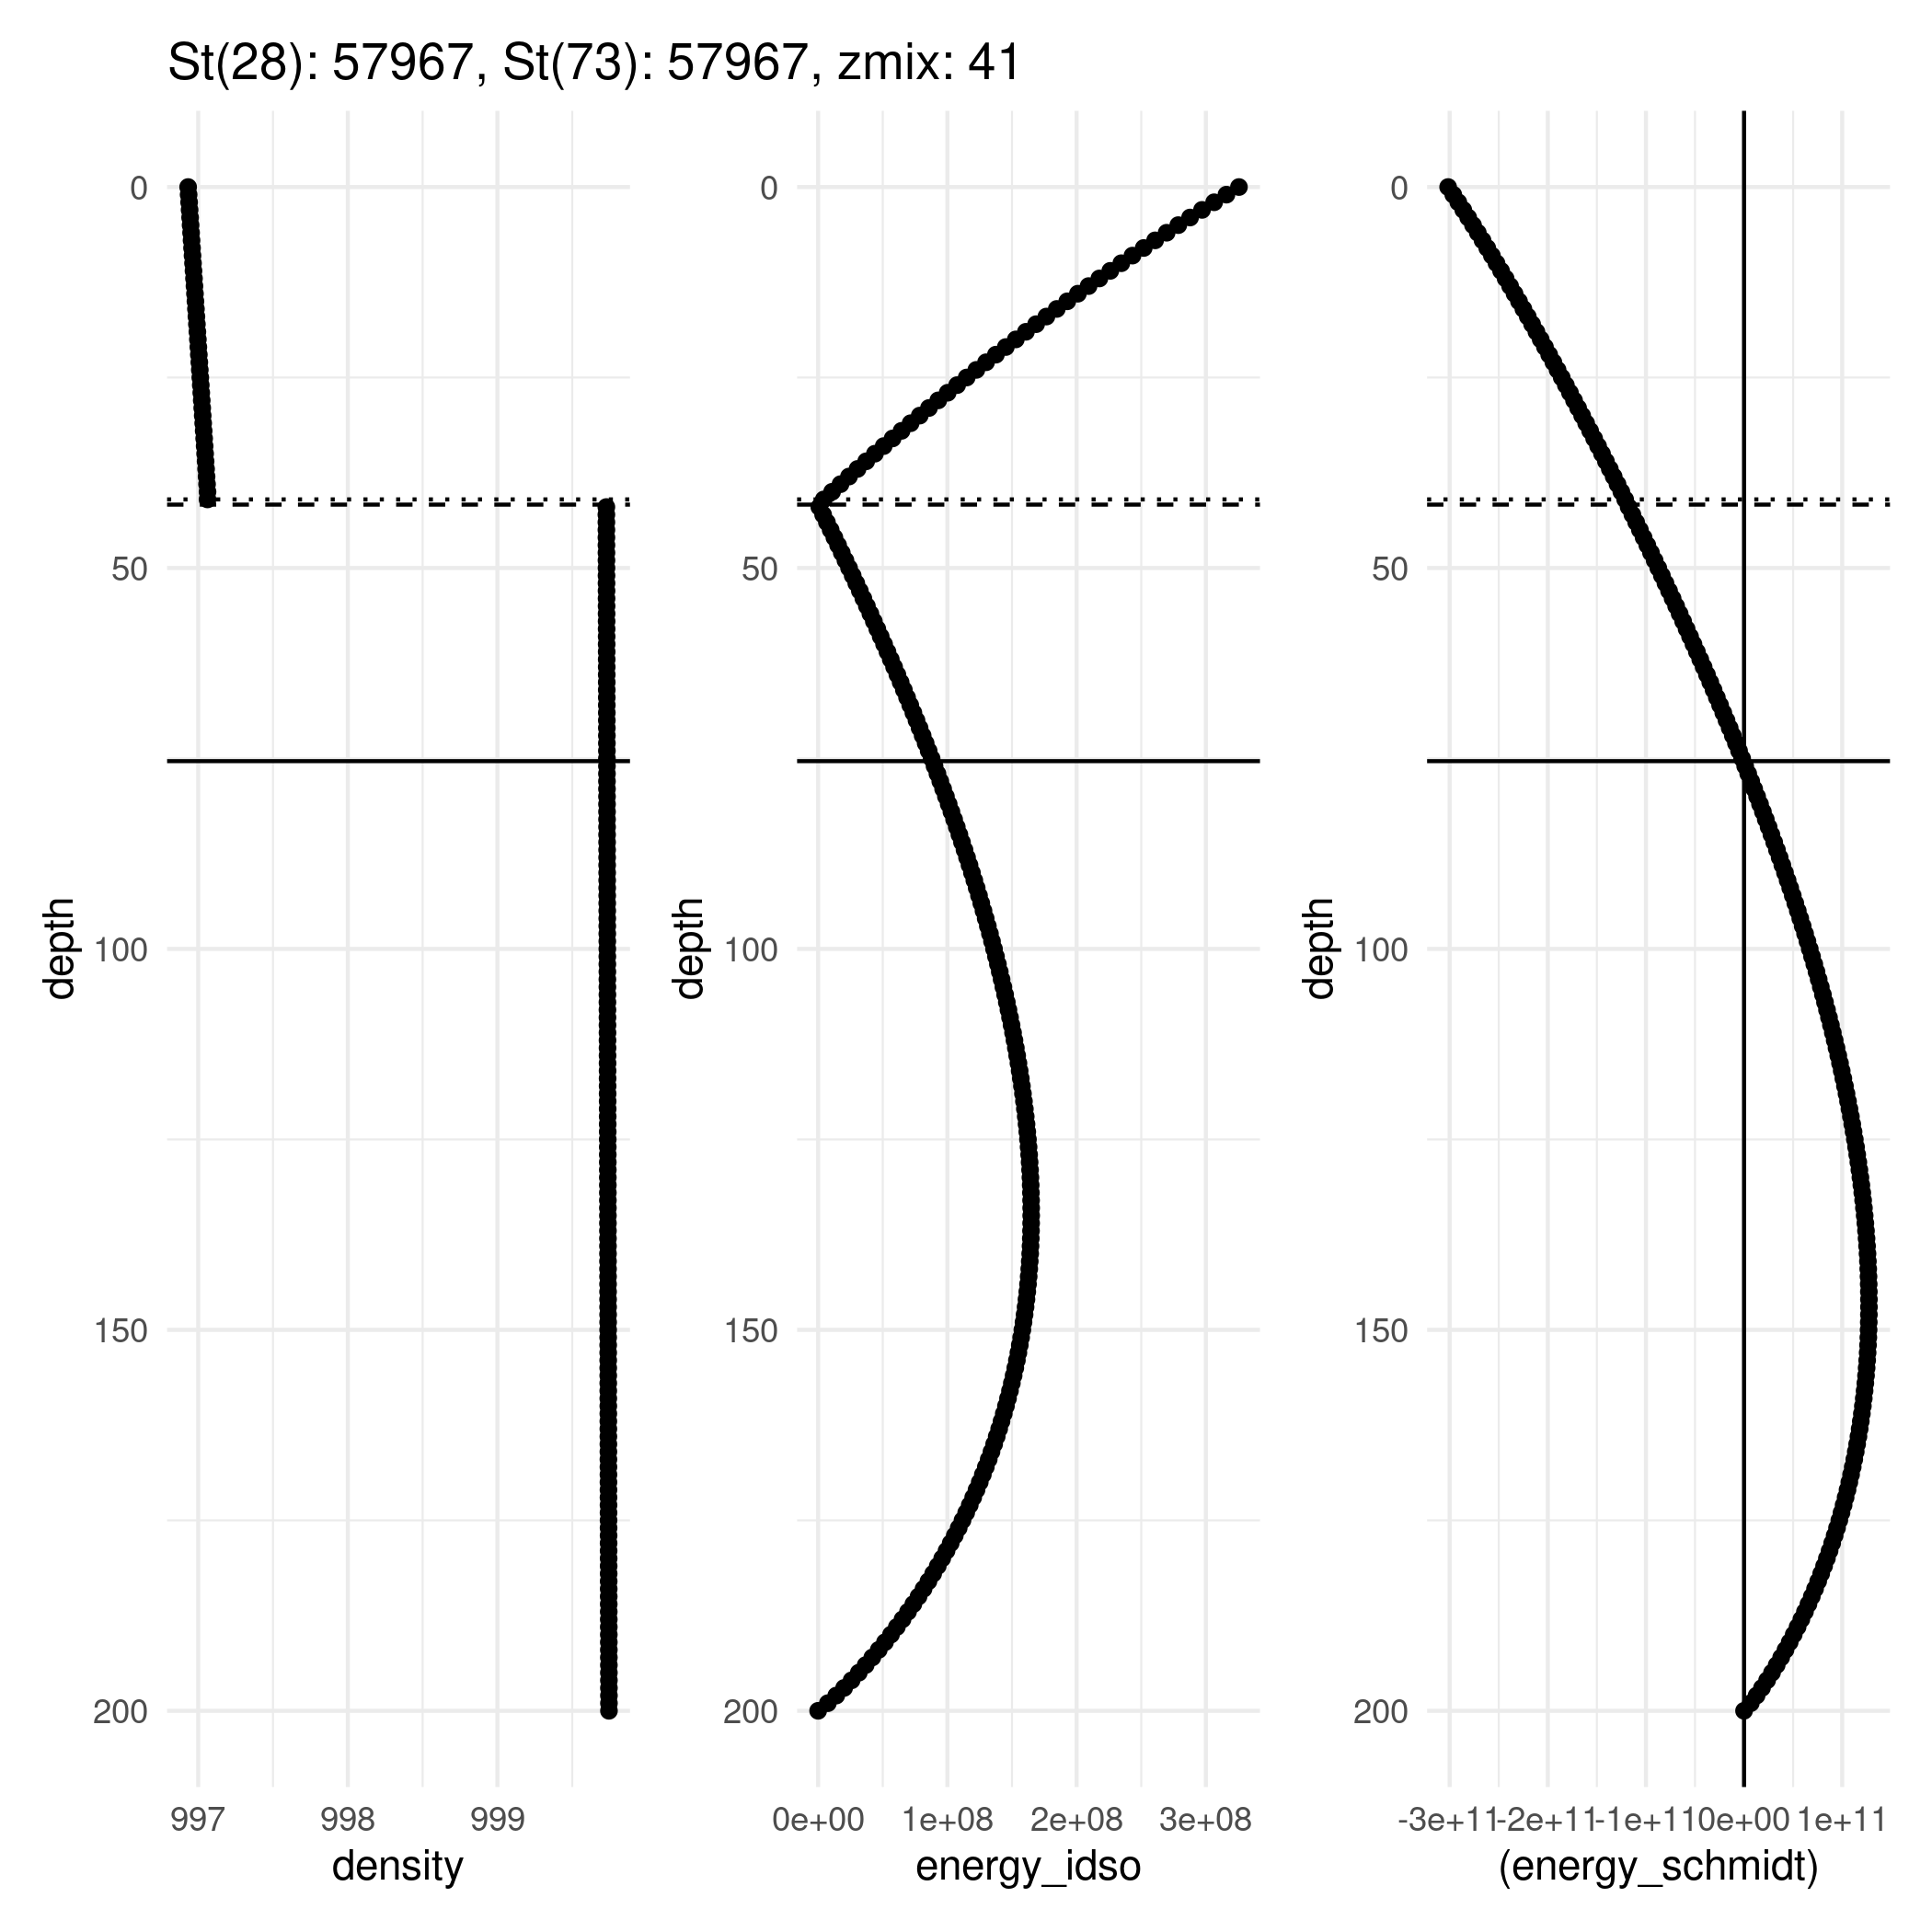 St(28): 57967, St(73): 57967, zmix: 41
0
50
100
150
200
depth
997
998
999
density
0
50
100
150
200
depth
0e+00
1e+08
2e+08
3e+08
energy_idso
0
50
100
150
200
depth
-3e+11
-2e+11
-1e+11
0e+00
1e+11
(energy_schmidt)